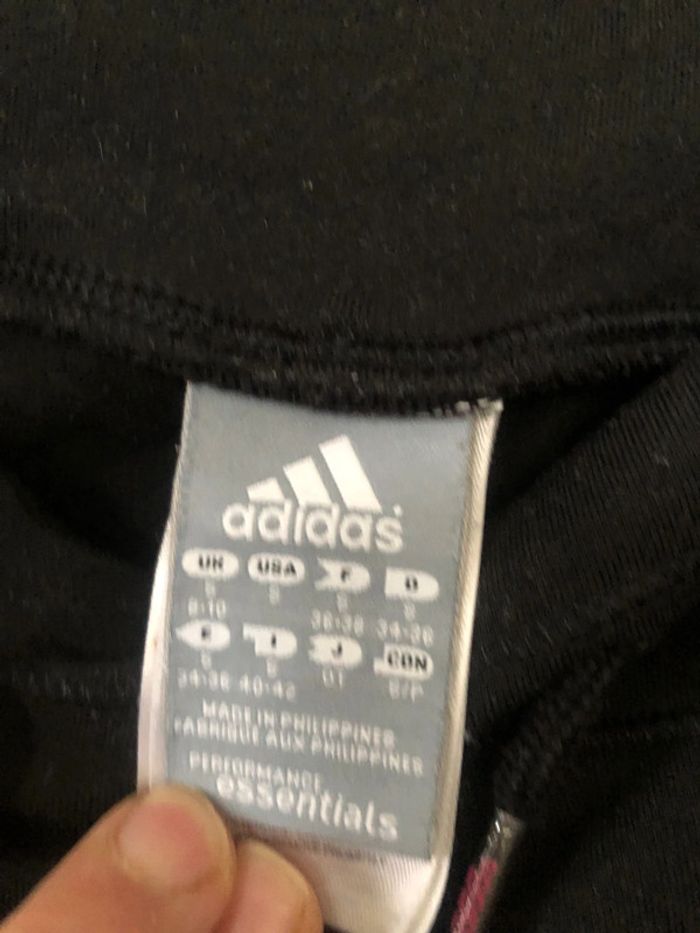 adidas
UK USA F D
S S S S
8-10 36-38 34-36
E I J CDN
S S OT S/P
34-36 40-42
MADE IN PHILIPPINES
FABRIQUE AUX PHILIPPINES
PERFORMANCE
essentials